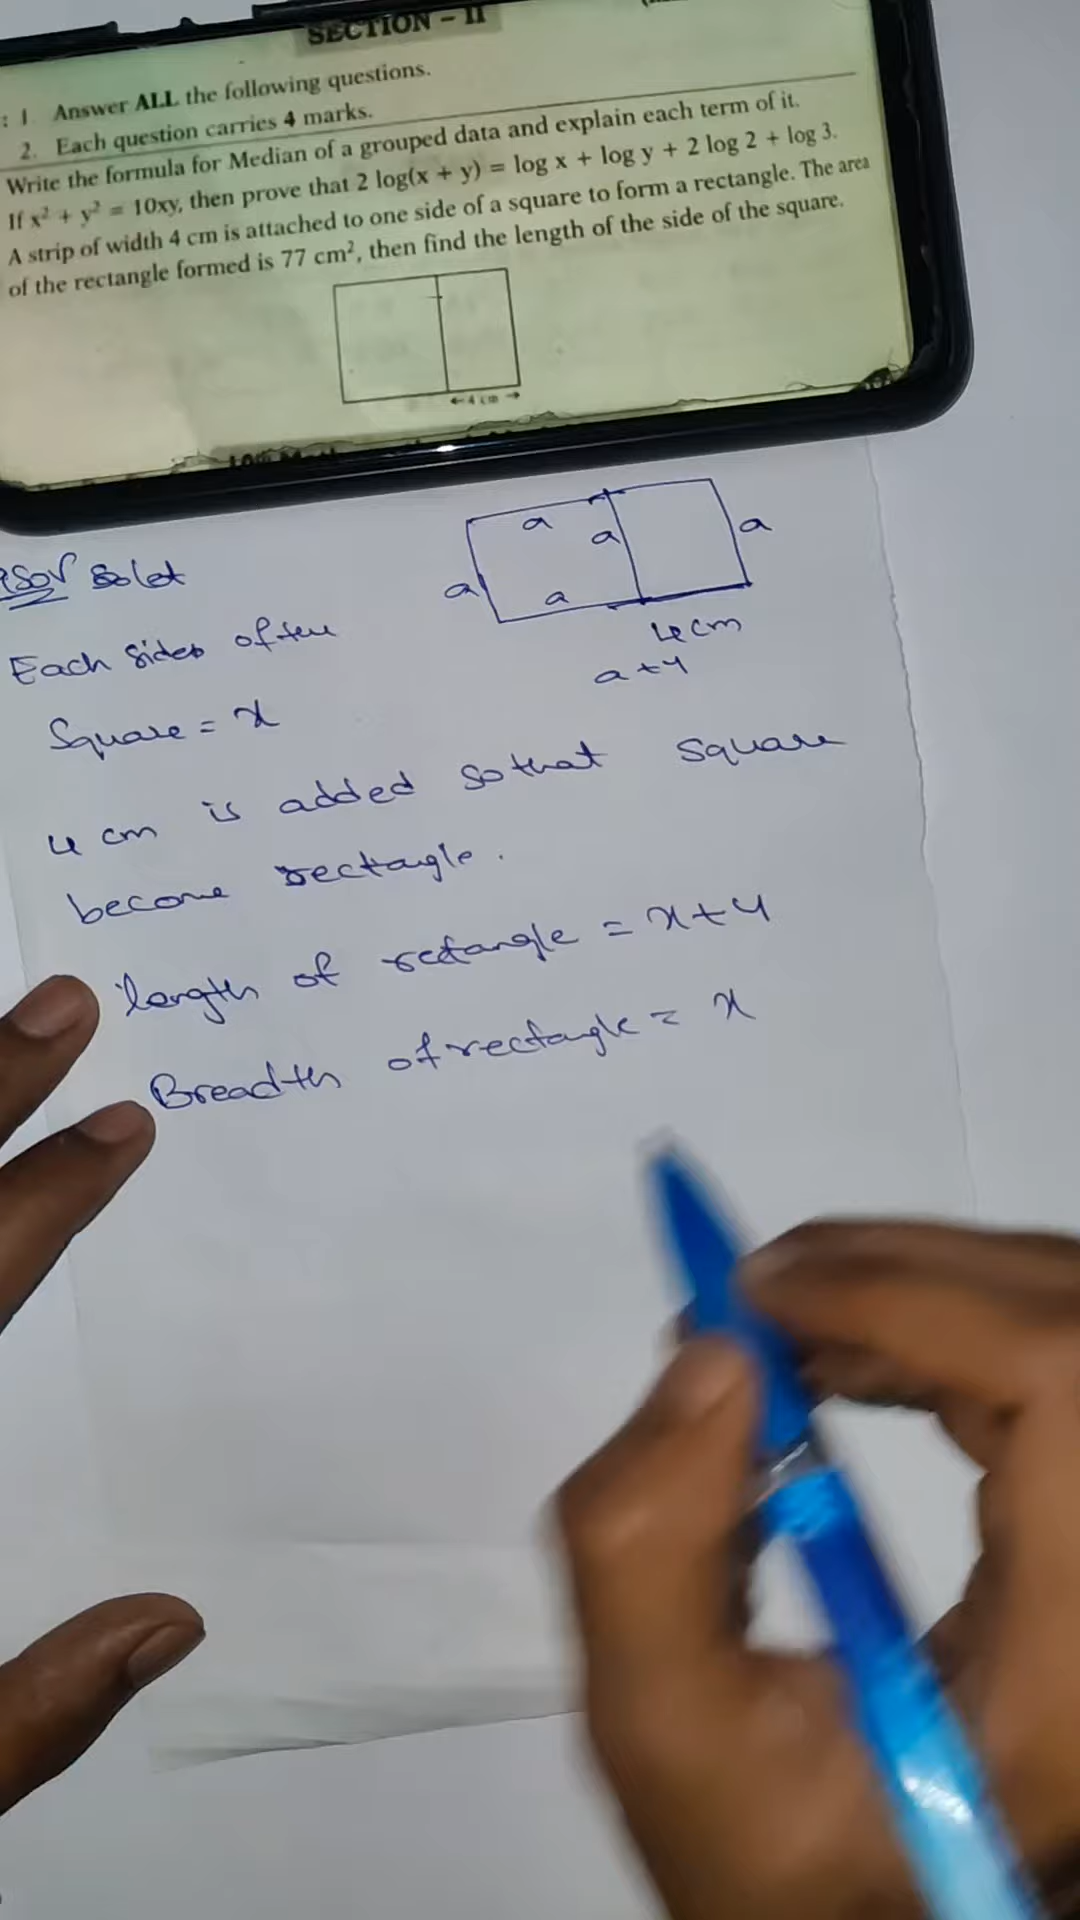 SECTION – II
: 1 Answer ALL the following questions.
2. Each question carries 4 marks.
Write the formula for Median of a grouped data and explain each term of it.
If x² + y² = 10xy, then prove that 2 log(x + y) = log x + log y + 2 log 2 + log 3.
A strip of width 4 cm is attached to one side of a square to form a rectangle. The area
of the rectangle formed is 77 cm², then find the length of the side of the square.
←4 cm→
a
a
a
a
a
4cm
a+4
let
Each sides of the
Square = x
4 cm is added so that square
become rectangle.
length of rectangle = x+4
Breadth of rectangle = x